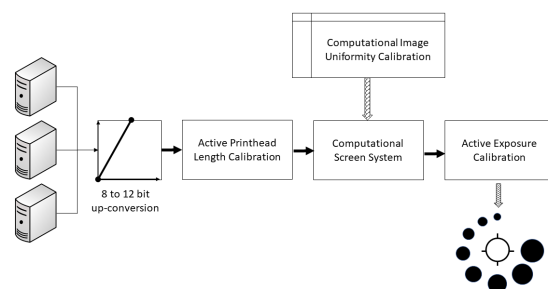 Computational Image
Uniformity Calibration
Active Printhead
Length Calibration
Computational
Screen System
Active Exposure
Calibration
8 to 12 bit
up-conversion